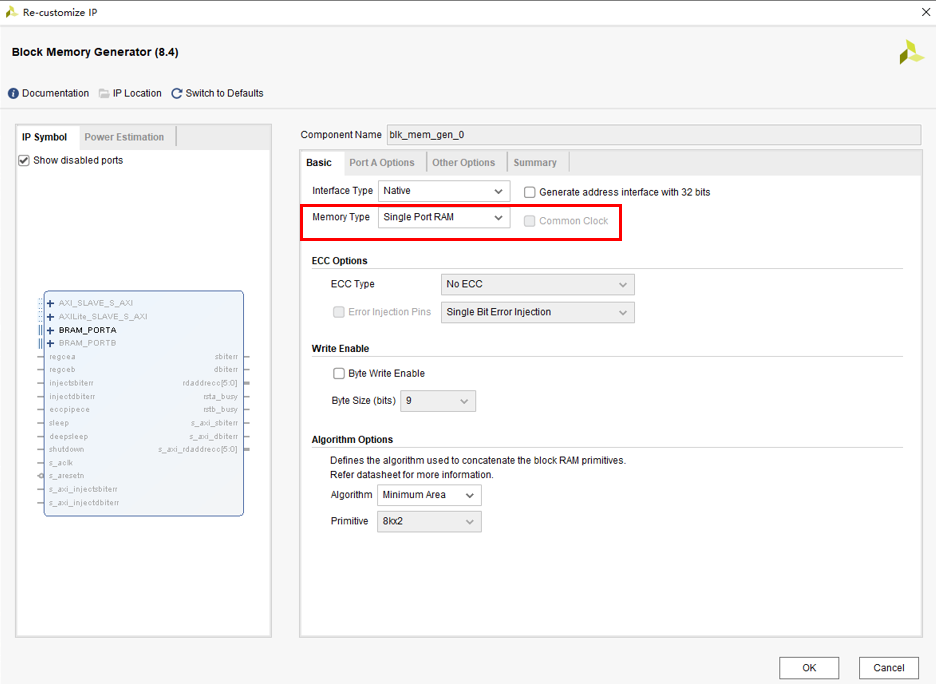 Re-customize IP
Block Memory Generator (8.4)
Documentation IP Location Switch to Defaults
IP Symbol Power Estimation
Show disabled ports
AXI_SLAVE_S_AXI
AXILite_SLAVE_S_AXI
BRAM_PORTA
BRAM_PORTB
regcea sbiterr
regceb dbiterr
injectsbiterr rdaddrecc[5:0]
injectdbiterr rsta_busy
eccpipece rstb_busy
sleep s_axi_sbiterr
deepsleep s_axi_dbiterr
shutdown s_axi_rdaddrecc[5:0]
s_aclk
s_aresetn
s_axi_injectsbiterr
s_axi_injectdbiterr
Component Name blk_mem_gen_0
Basic Port A Options Other Options Summary
Interface Type Native Generate address interface with 32 bits
Memory Type Single Port RAM Common Clock
ECC Options
ECC Type No ECC
Error Injection Pins Single Bit Error Injection
Write Enable
Byte Write Enable
Byte Size (bits) 9
Algorithm Options
Defines the algorithm used to concatenate the block RAM primitives.
Refer datasheet for more information.
Algorithm Minimum Area
Primitive 8kx2
OK Cancel